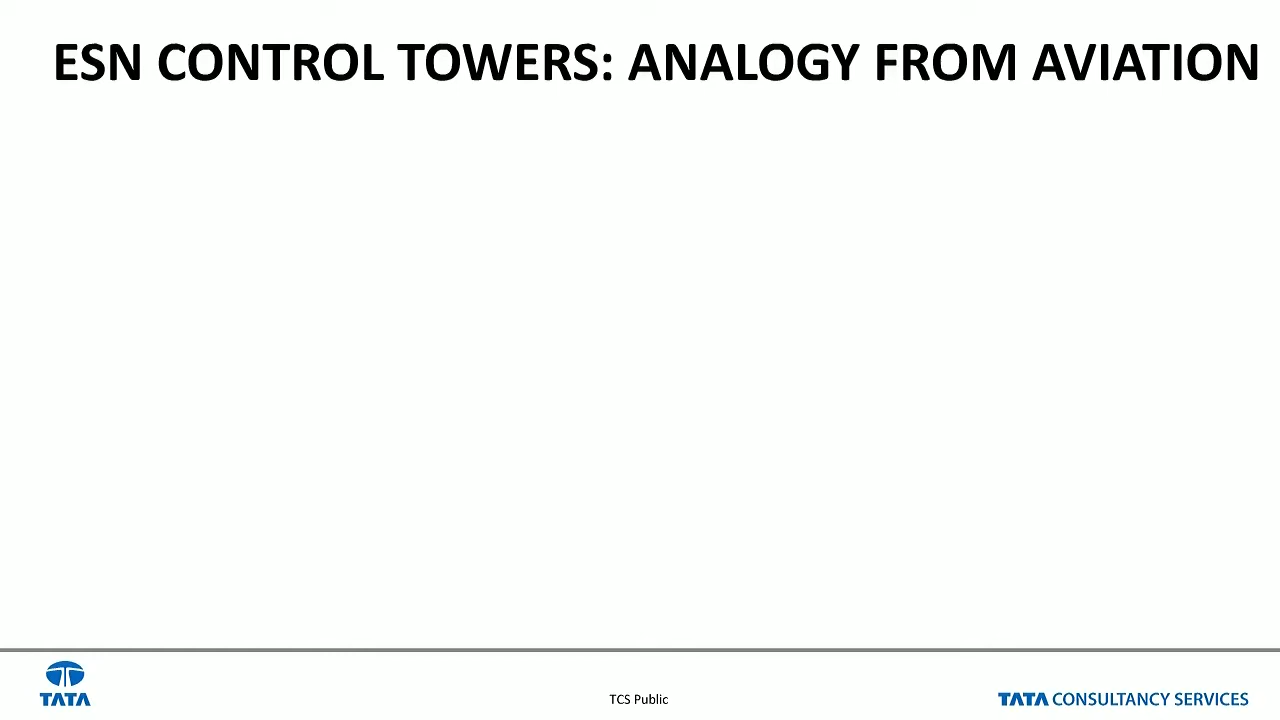 ESN CONTROL TOWERS: ANALOGY FROM AVIATION
TATA
TCS Public
TATA CONSULTANCY SERVICES